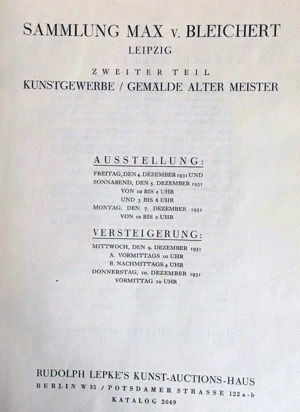 SAMMLUNG MAX v. BLEICHERT
LEIPZIG
ZWEITER TEIL
KUNSTGEWERBE / GEMÄLDE ALTER MEISTER
AUSSTELLUNG:
FREITAG, DEN 4. DEZEMBER 1931 UND
SONNABEND, DEN 5. DEZEMBER 1931
VON 10 BIS 2 UHR
UND 3 BIS 6 UHR
MONTAG, DEN 7. DEZEMBER 1931
VON 10 BIS 2 UHR
VERSTEIGERUNG:
MITTWOCH, DEN 9. DEZEMBER 1931
A. VORMITTAGS 10 UHR
B. NACHMITTAGS 4 UHR
DONNERSTAG, 10. DEZEMBER 1931
VORMITTAG 10 UHR
RUDOLPH LEPKE'S KUNST-AUCTIONS-HAUS
BERLIN W 35 / POTSDAMER STRASSE 122 a-b
KATALOG 2049